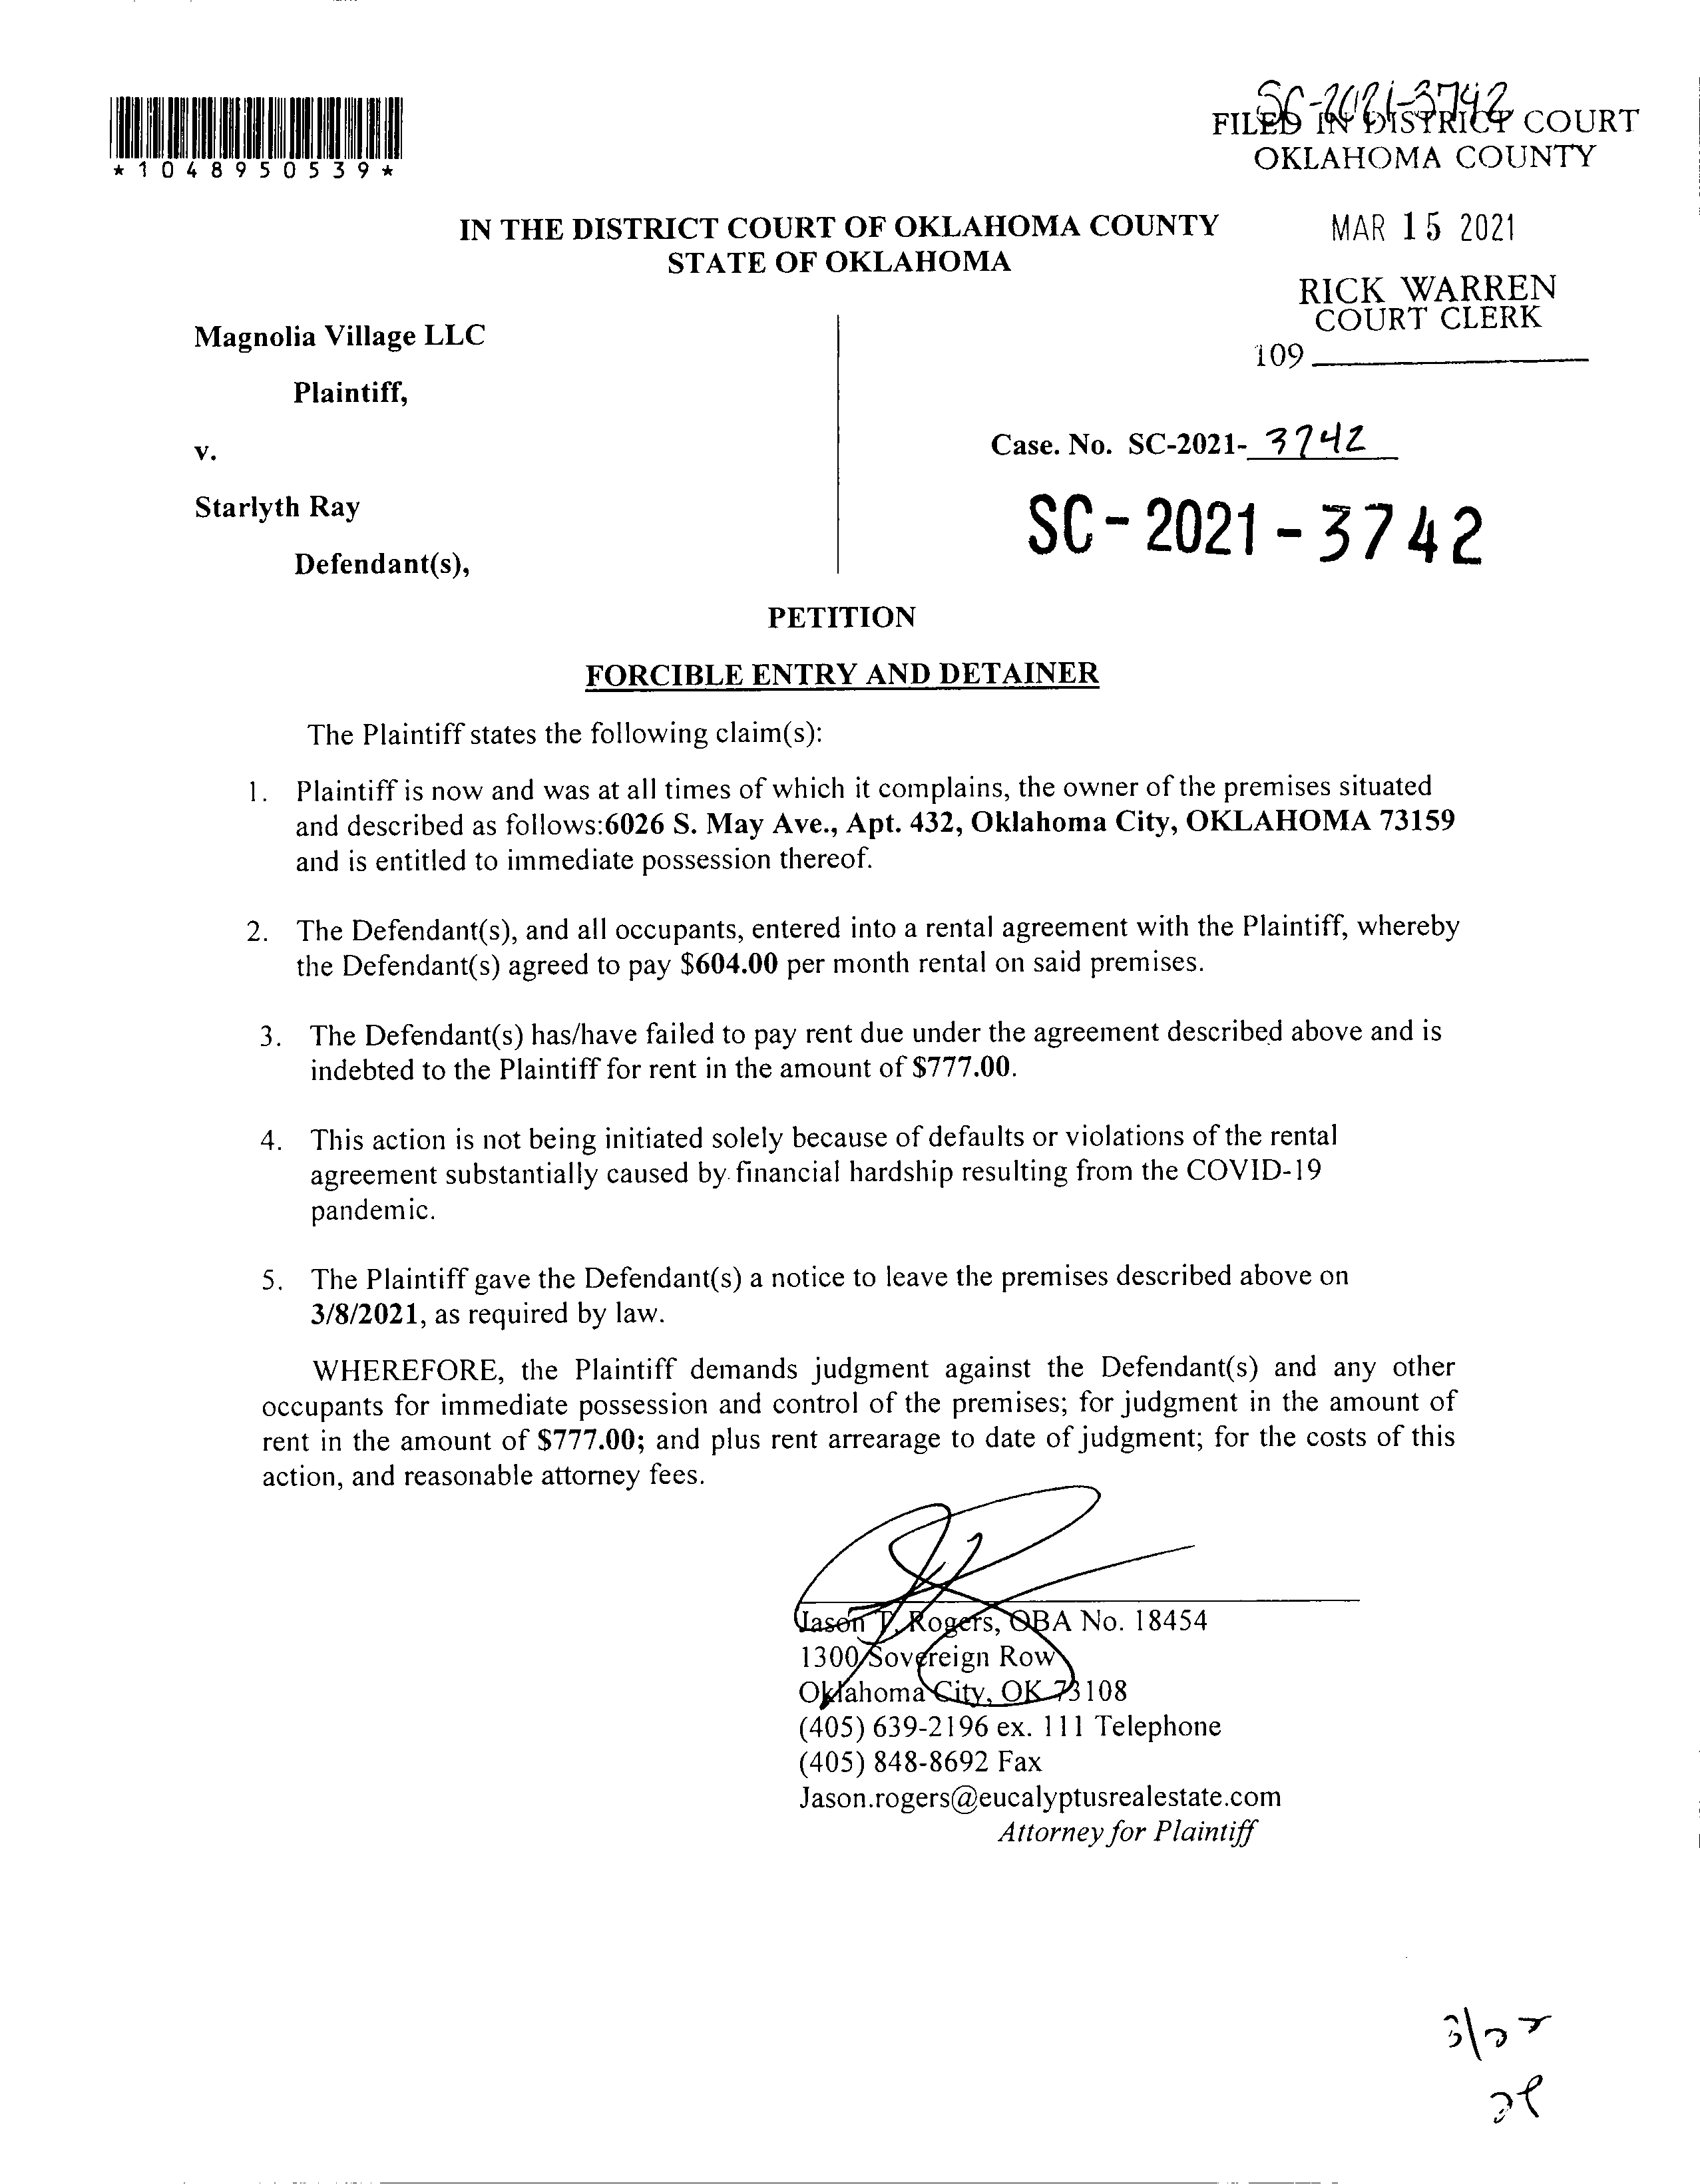 SC-2021-3742
FILED IN DISTRICT COURT
OKLAHOMA COUNTY
*1048950539*
IN THE DISTRICT COURT OF OKLAHOMA COUNTY
STATE OF OKLAHOMA
MAR 15 2021
RICK WARREN
COURT CLERK
109
Magnolia Village LLC
Plaintiff,
v.
Case. No. SC-2021- 3742
Starlyth Ray
SC-2021-3742
Defendant(s),
PETITION
FORCIBLE ENTRY AND DETAINER
The Plaintiff states the following claim(s):
1. Plaintiff is now and was at all times of which it complains, the owner of the premises situated
and described as follows:6026 S. May Ave., Apt. 432, Oklahoma City, OKLAHOMA 73159
and is entitled to immediate possession thereof.
2. The Defendant(s), and all occupants, entered into a rental agreement with the Plaintiff, whereby
the Defendant(s) agreed to pay $604.00 per month rental on said premises.
3. The Defendant(s) has/have failed to pay rent due under the agreement described above and is
indebted to the Plaintiff for rent in the amount of $777.00.
4. This action is not being initiated solely because of defaults or violations of the rental
agreement substantially caused by financial hardship resulting from the COVID-19
pandemic.
5. The Plaintiff gave the Defendant(s) a notice to leave the premises described above on
3/8/2021, as required by law.
WHEREFORE, the Plaintiff demands judgment against the Defendant(s) and any other
occupants for immediate possession and control of the premises; for judgment in the amount of
rent in the amount of $777.00; and plus rent arrearage to date of judgment; for the costs of this
action, and reasonable attorney fees.
Jason T. Rogers, OBA No. 18454
1300 Sovereign Row
Oklahoma City, OK 73108
(405) 639-2196 ex. 111 Telephone
(405) 848-8692 Fax
Jason.rogers@eucalyptusrealestate.com
Attorney for Plaintiff